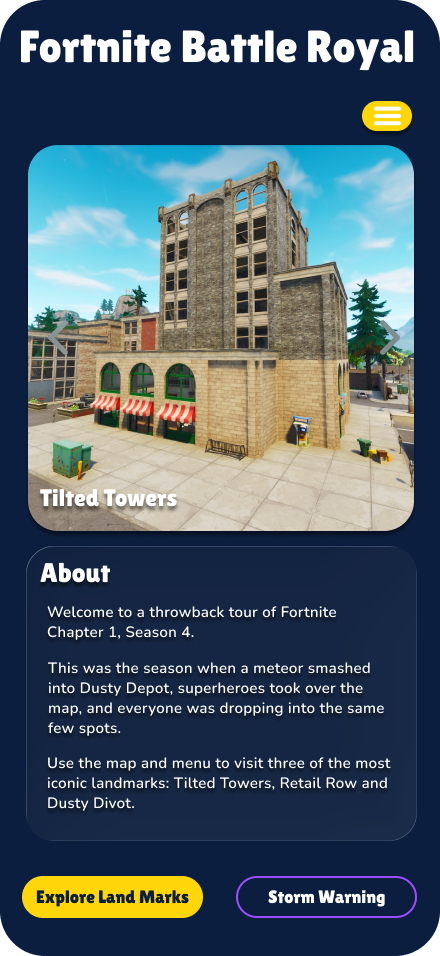 Fortnite Battle Royal
Tilted Towers
About
Welcome to a throwback tour of Fortnite
Chapter 1, Season 4.
This was the season when a meteor smashed
into Dusty Depot, superheroes took over the
map, and everyone was dropping into the same
few spots.
Use the map and menu to visit three of the most
iconic landmarks: Tilted Towers, Retail Row and
Dusty Divot.
Explore Land Marks
Storm Warning